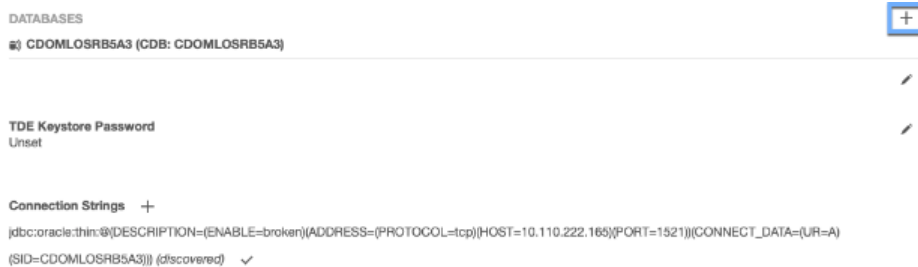 DATABASES
CDOMLOSRB5A3 (CDB: CDOMLOSRB5A3)
TDE Keystore Password
Unset
Connection Strings +
jdbc:oracle:thin:@(DESCRIPTION=(ENABLE=broken)(ADDRESS=(PROTOCOL=tcp)(HOST=10.110.222.165)(PORT=1521))(CONNECT_DATA=(UR=A)
(SID=CDOMLOSRB5A3))) (discovered)